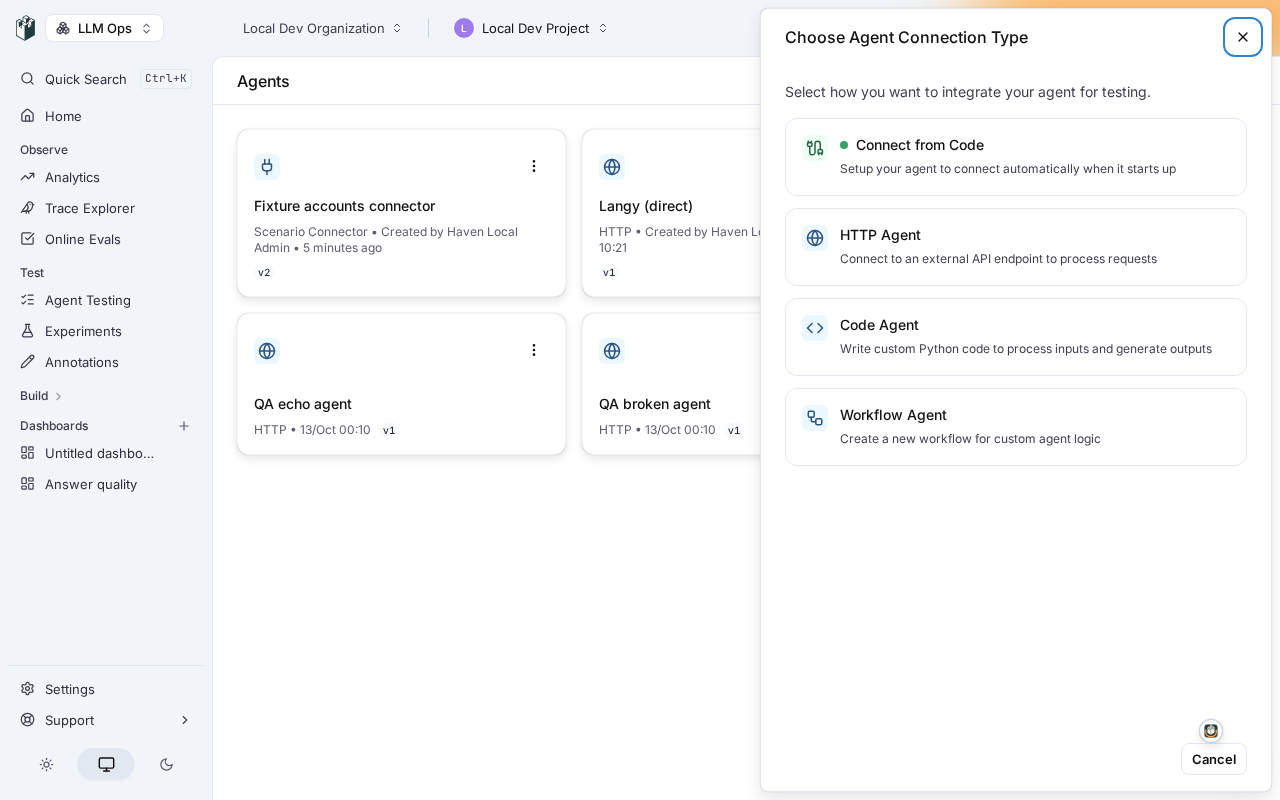 LLM Ops
Local Dev Organization
L
Local Dev Project
Quick Search
Ctrl+K
Home
Observe
Analytics
Trace Explorer
Online Evals
Test
Agent Testing
Experiments
Annotations
Build
Dashboards
Untitled dashbo...
Answer quality
Settings
Support
Agents
Fixture accounts connector
Scenario Connector • Created by Haven Local
Admin • 5 minutes ago
v2
Langy (direct)
HTTP • Created by Haven Lo
10:21
v1
QA echo agent
HTTP • 13/Oct 00:10 v1
QA broken agent
HTTP • 13/Oct 00:10 v1
Choose Agent Connection Type
Select how you want to integrate your agent for testing.
Connect from Code
Setup your agent to connect automatically when it starts up
HTTP Agent
Connect to an external API endpoint to process requests
Code Agent
Write custom Python code to process inputs and generate outputs
Workflow Agent
Create a new workflow for custom agent logic
Cancel